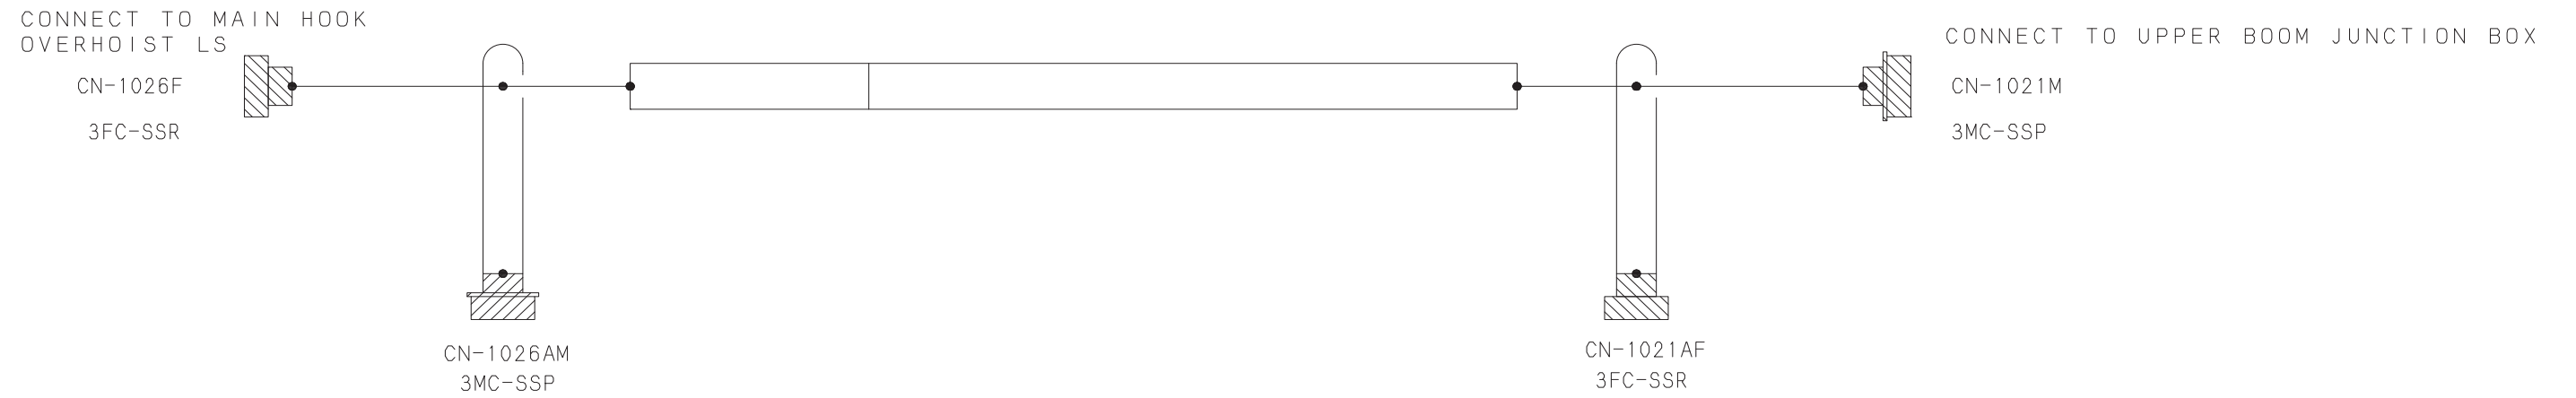 CONNECT TO MAIN HOOK
OVERHOIST LS
CN-1026F
3FC-SSR
CN-1026AM
3MC-SSP
CONNECT TO UPPER BOOM JUNCTION BOX
CN-1021M
3MC-SSP
CN-1021AF
3FC-SSR